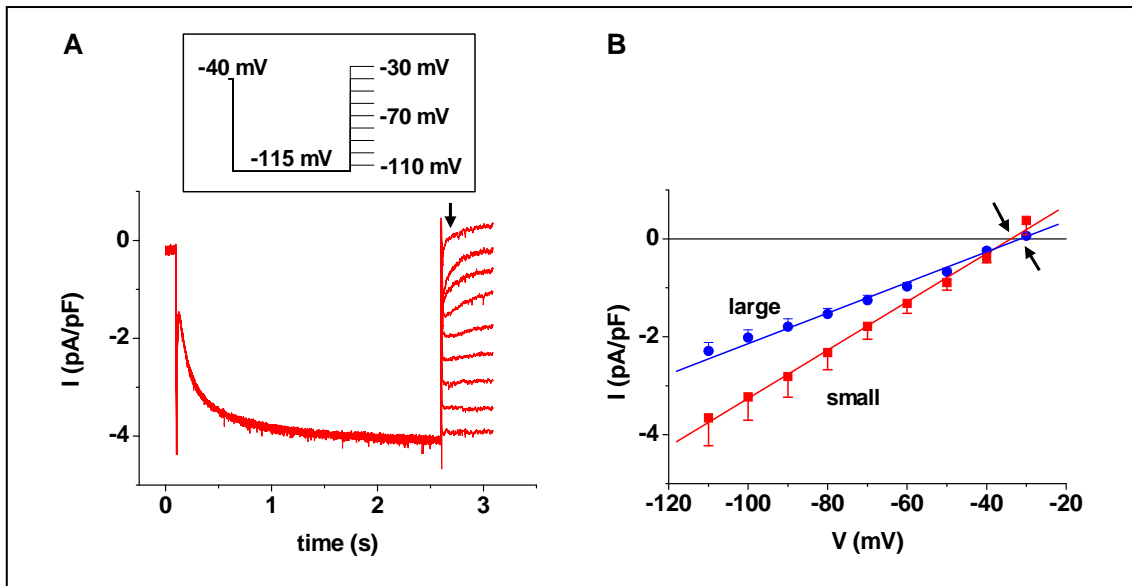 A
-40 mV
-30 mV
-70 mV
-115 mV
-110 mV
0
-2
-4
I (pA/pF)
0 1 2 3
time (s)
B
0
-2
-4
I (pA/pF)
large
small
-120 -100 -80 -60 -40 -20
V (mV)